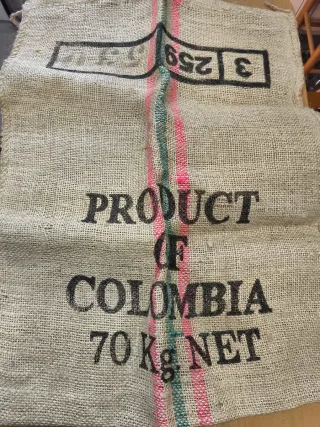 3 259
PRODUCT
OF
COLOMBIA
70 Kg NET